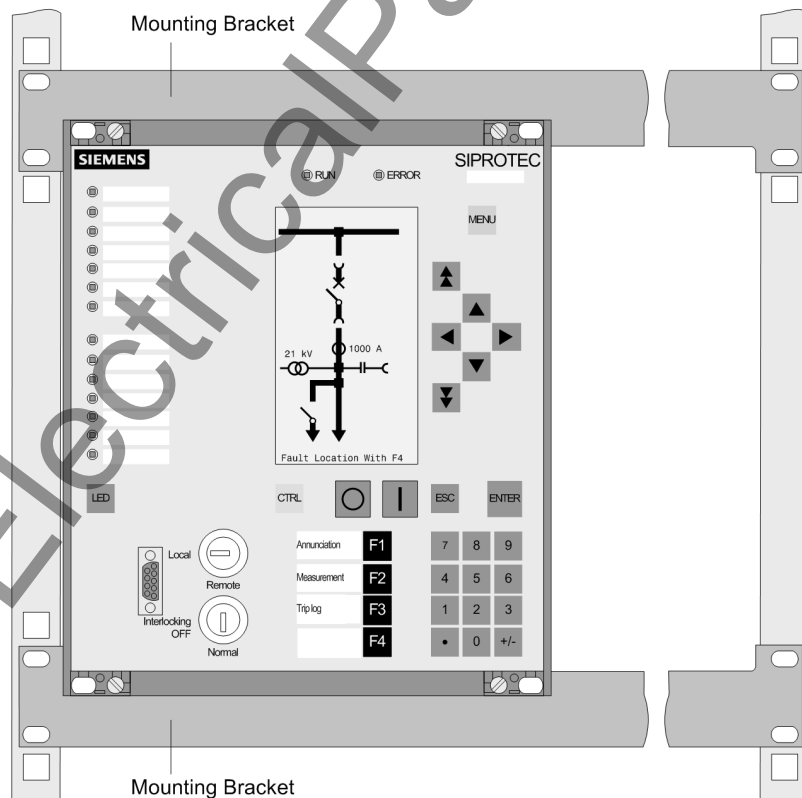 Mounting Bracket
SIEMENS
SIPROTEC
RUN
ERROR
MENU
21 kV
1000 A
Fault Location With F4
LED
CTRL
ESC
ENTER
Local
Remote
Interlocking
OFF
Normal
Annunciation F1
Measurement F2
Trip log F3
F4
7 8 9
4 5 6
1 2 3
• 0 +/-
Mounting Bracket